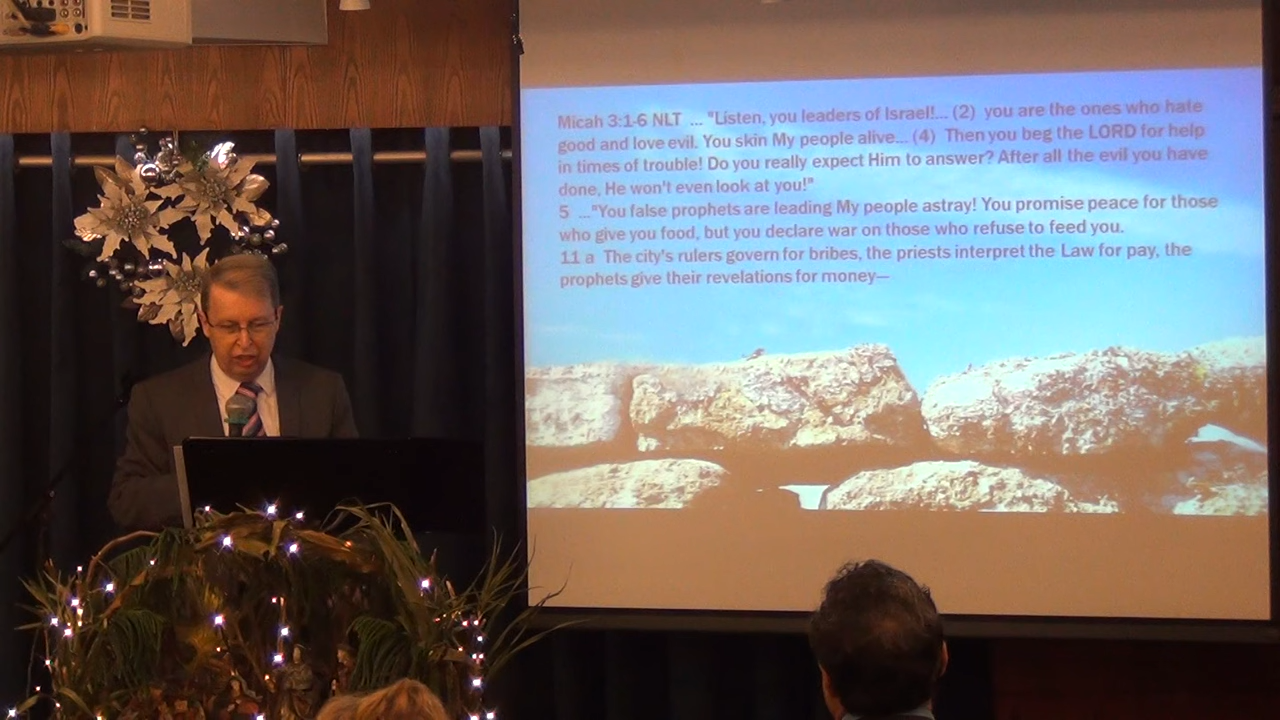 Micah 3:1-6 NLT ... "Listen, you leaders of Israel!... (2) you are the ones who hate
good and love evil. You skin My people alive... (4) Then you beg the LORD for help
in times of trouble! Do you really expect Him to answer? After all the evil you have
done, He won't even look at you!"
5 ..."You false prophets are leading My people astray! You promise peace for those
who give you food, but you declare war on those who refuse to feed you.
11 a The city's rulers govern for bribes, the priests interpret the Law for pay, the
prophets give their revelations for money—